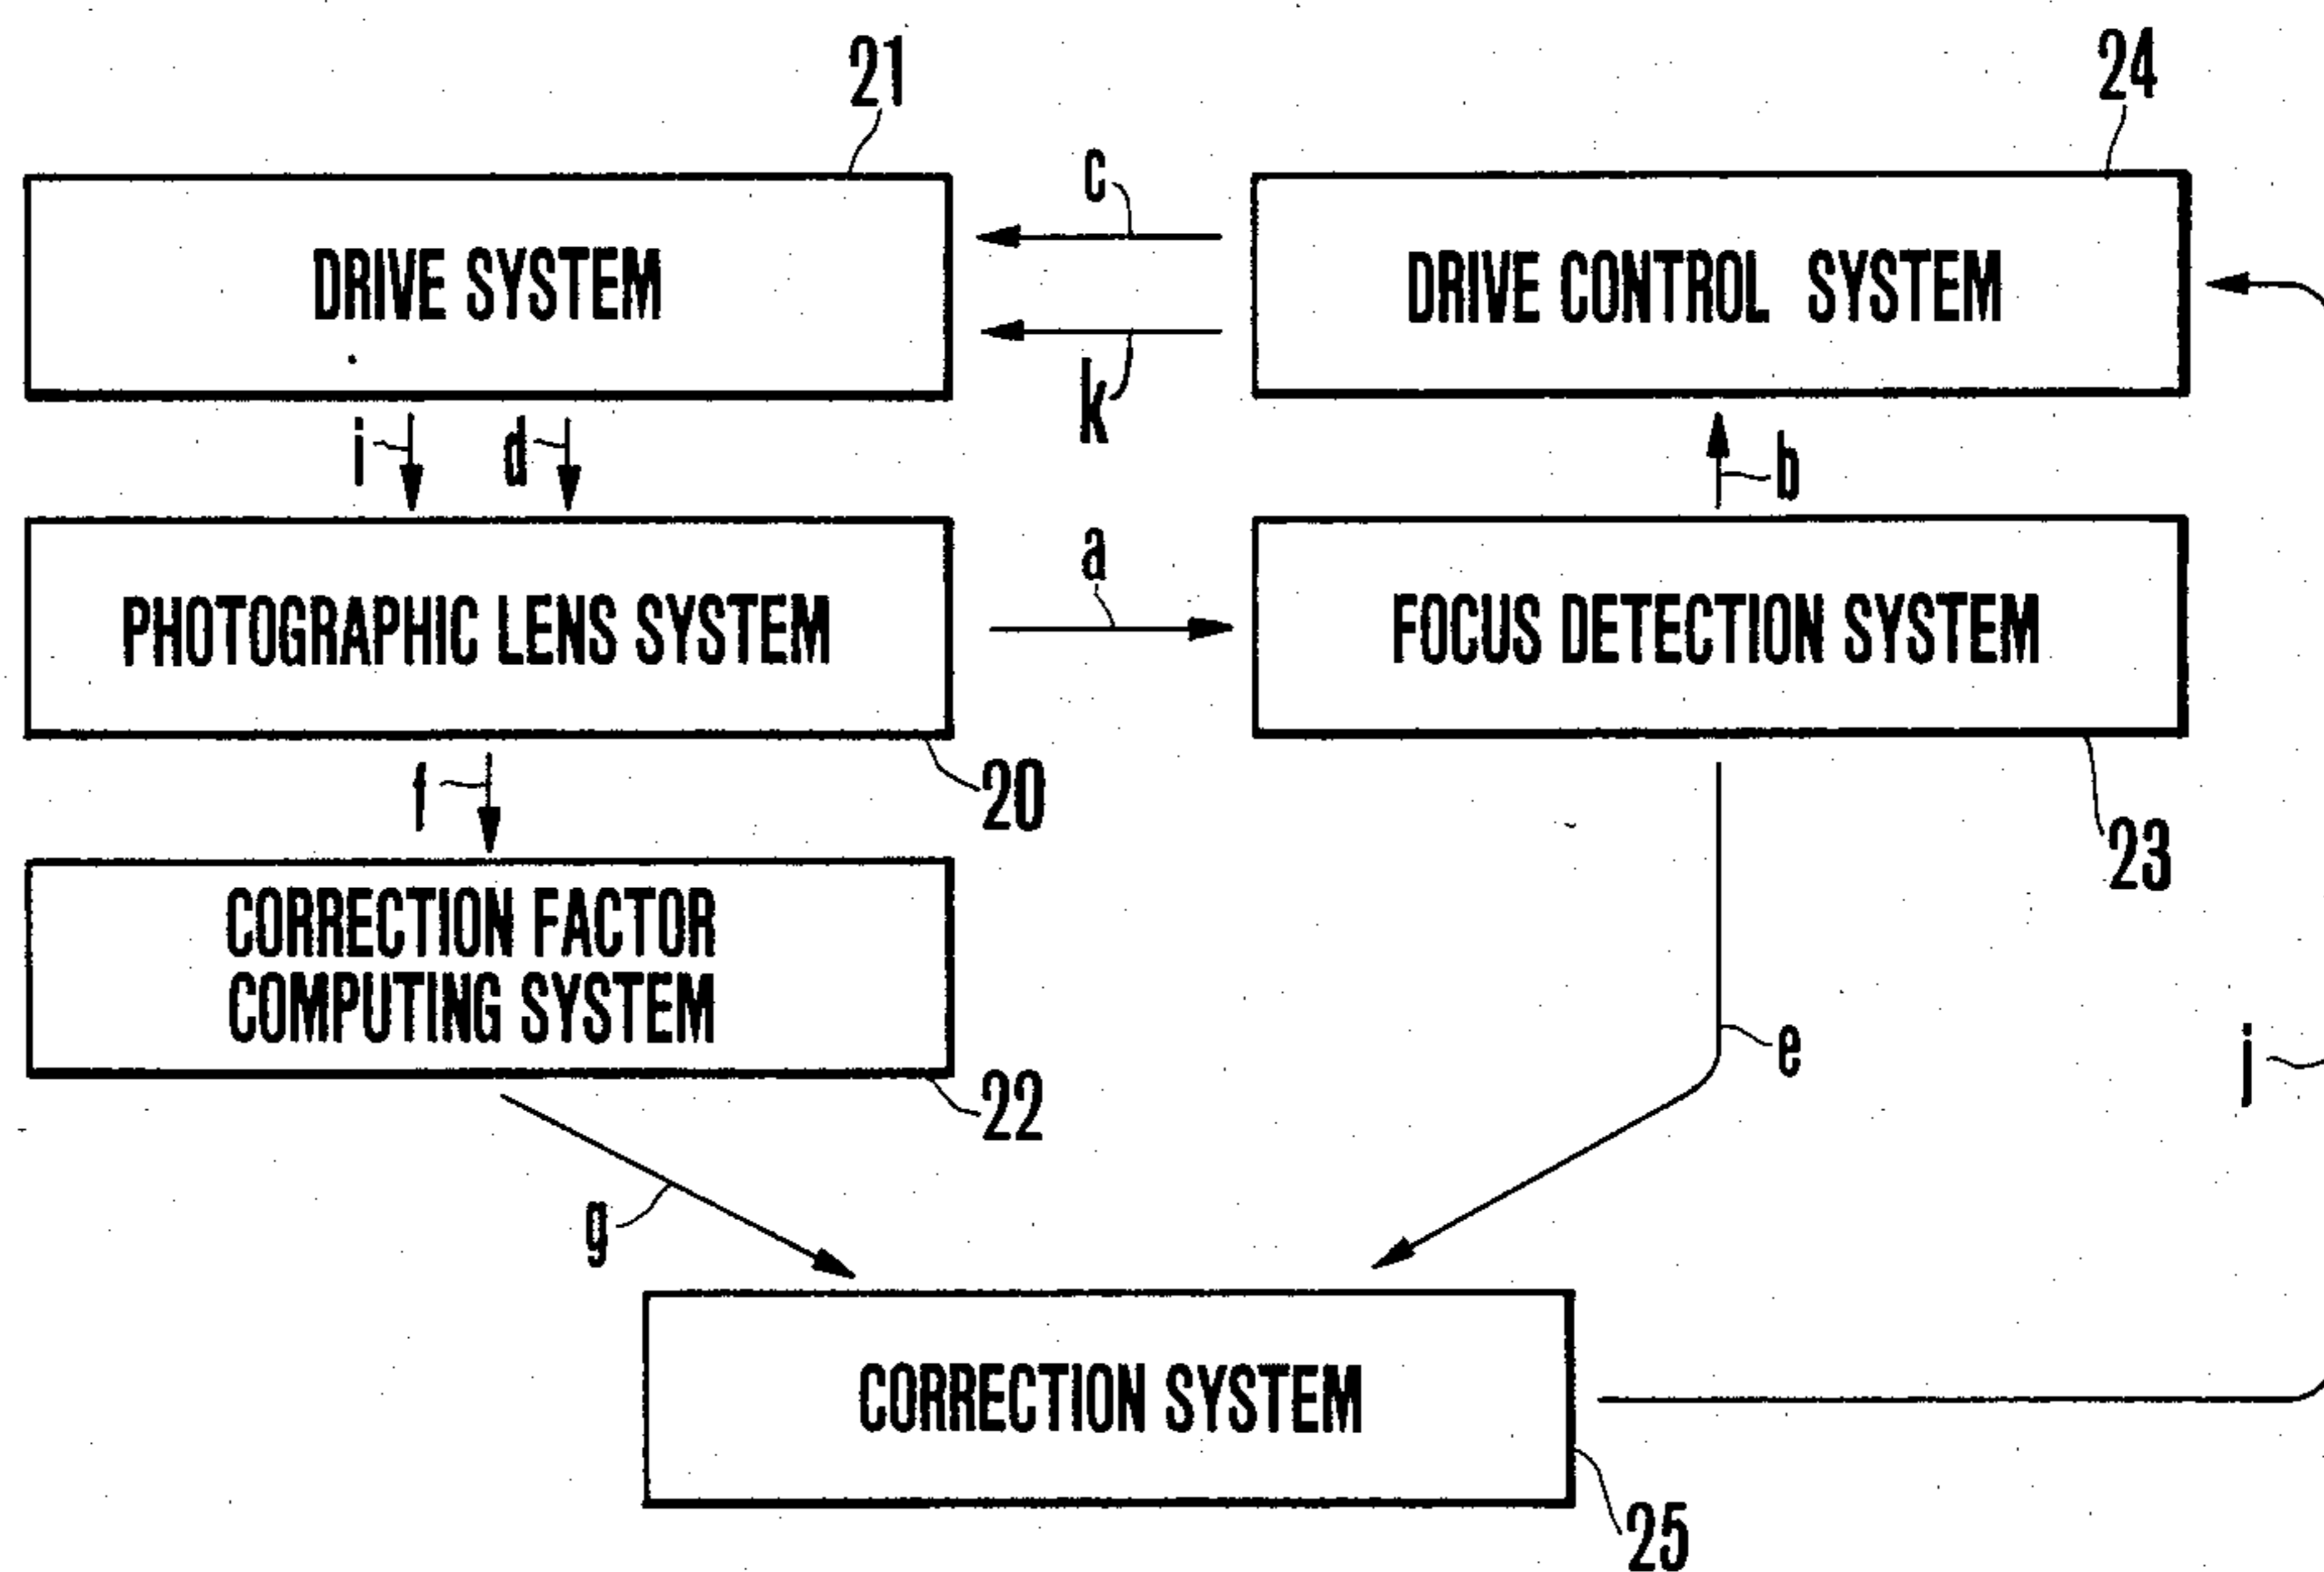 21
24
c
DRIVE SYSTEM
DRIVE CONTROL SYSTEM
k
i
d
b
a
PHOTOGRAPHIC LENS SYSTEM
FOCUS DETECTION SYSTEM
f
20
23
CORRECTION FACTOR
COMPUTING SYSTEM
e
j
22
g
CORRECTION SYSTEM
25